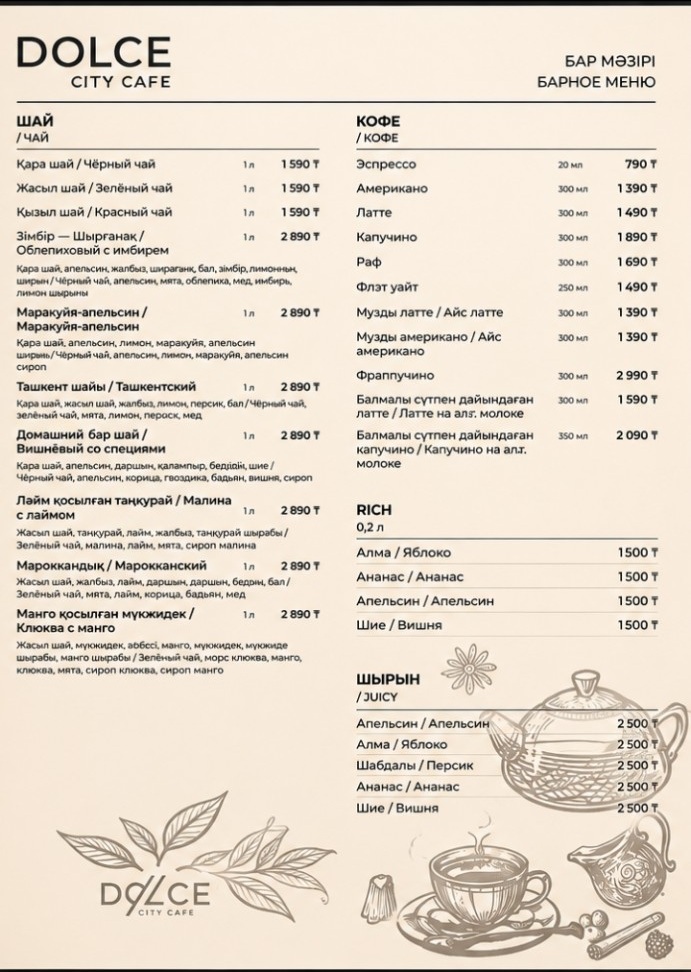 DOLCE
CITY CAFE
БАР МӘЗІРІ
БАРНОЕ МЕНЮ
ШАЙ
/ ЧАЙ
Қара шай / Чёрный чай 1 л 1 590 ₸
Жасыл шай / Зелёный чай 1 л 1 590 ₸
Қызыл шай / Красный чай 1 л 1 590 ₸
Зімбір — Шырғанақ / 1 л 2 890 ₸
Облепиховый с имбирем
Қара шай, апельсин, жалбыз, бал, зімбір,
ширын / Чёрный чай, апельсин, мята, облепиха, мед, имбирь,
лимон шырыны
Маракуйя-апельсин / 1 л 2 890 ₸
Маракуйя-апельсин
Қара шай, апельсин, лимон, маракуйя, апельсин
/ Чёрный чай, апельсин, лимон, маракуйя, апельсин
сироп
Ташкент шайы / Ташкентский 1 л 2 890 ₸
Қара шай, жасыл шай, жалбыз, лимон, персик, бал / Чёрный чай,
зелёный чай, мята, лимон, мед
Домашний бар шай / 1 л 2 890 ₸
Вишнёвый со специями
Қара шай, апельсин, даршын, қалампыр, шие /
Чёрный чай, апельсин, корица, гвоздика, бадьян, вишня, сироп
Лайм қосылған таңқурай / Малина
с лаймом 1 л 2 890 ₸
Жасыл шай, таңқурай, лайм, жалбыз, таңқурай шырабы /
Зелёный чай, малина, лайм, мята, сироп малина
Мароккандық / Марокканский 1 л 2 890 ₸
Жасыл шай, жалбыз, лайм, даршын, даршын, бал /
Зелёный чай, мята, лайм, корица, бадьян, мед
Манго қосылған мүкжидек / 1 л 2 890 ₸
Клюква с манго
Жасыл шай, мүкжидек, манго, мүкжидек, мүкжиде
шырабы, манго шырабы / Зелёный чай, морс клюква, манго,
клюква, мята, сироп клюква, сироп манго
КОФЕ
/ КОФЕ
Эспрессо 20 мл 790 ₸
Американо 300 мл 1 390 ₸
Латте 300 мл 1 490 ₸
Капучино 300 мл 1 890 ₸
Раф 300 мл 1 690 ₸
Флэт уайт 250 мл 1 490 ₸
Музды латте / Айс латте 300 мл 1 390 ₸
Музды американо / Айс 300 мл 1 390 ₸
американо
Фраппучино 300 мл 2 990 ₸
Балмалы сүтпен дайындаған 300 мл 1 590 ₸
латте / Латте на молоке
Балмалы сүтпен дайындаған 350 мл 2 090 ₸
капучино / Капучино на
молоке
RICH
0,2 л
Алма / Яблоко 1 500 ₸
Ананас / Ананас 1 500 ₸
Апельсин / Апельсин 1 500 ₸
Шие / Вишня 1 500 ₸
ШЫРЫН
/ JUICY
Апельсин / Апельсин 2 500 ₸
Алма / Яблоко 2 500 ₸
Шабдалы / Персик 2 500 ₸
Ананас / Ананас 2 500 ₸
Шие / Вишня 2 500 ₸
DOLCE
CITY CAFE